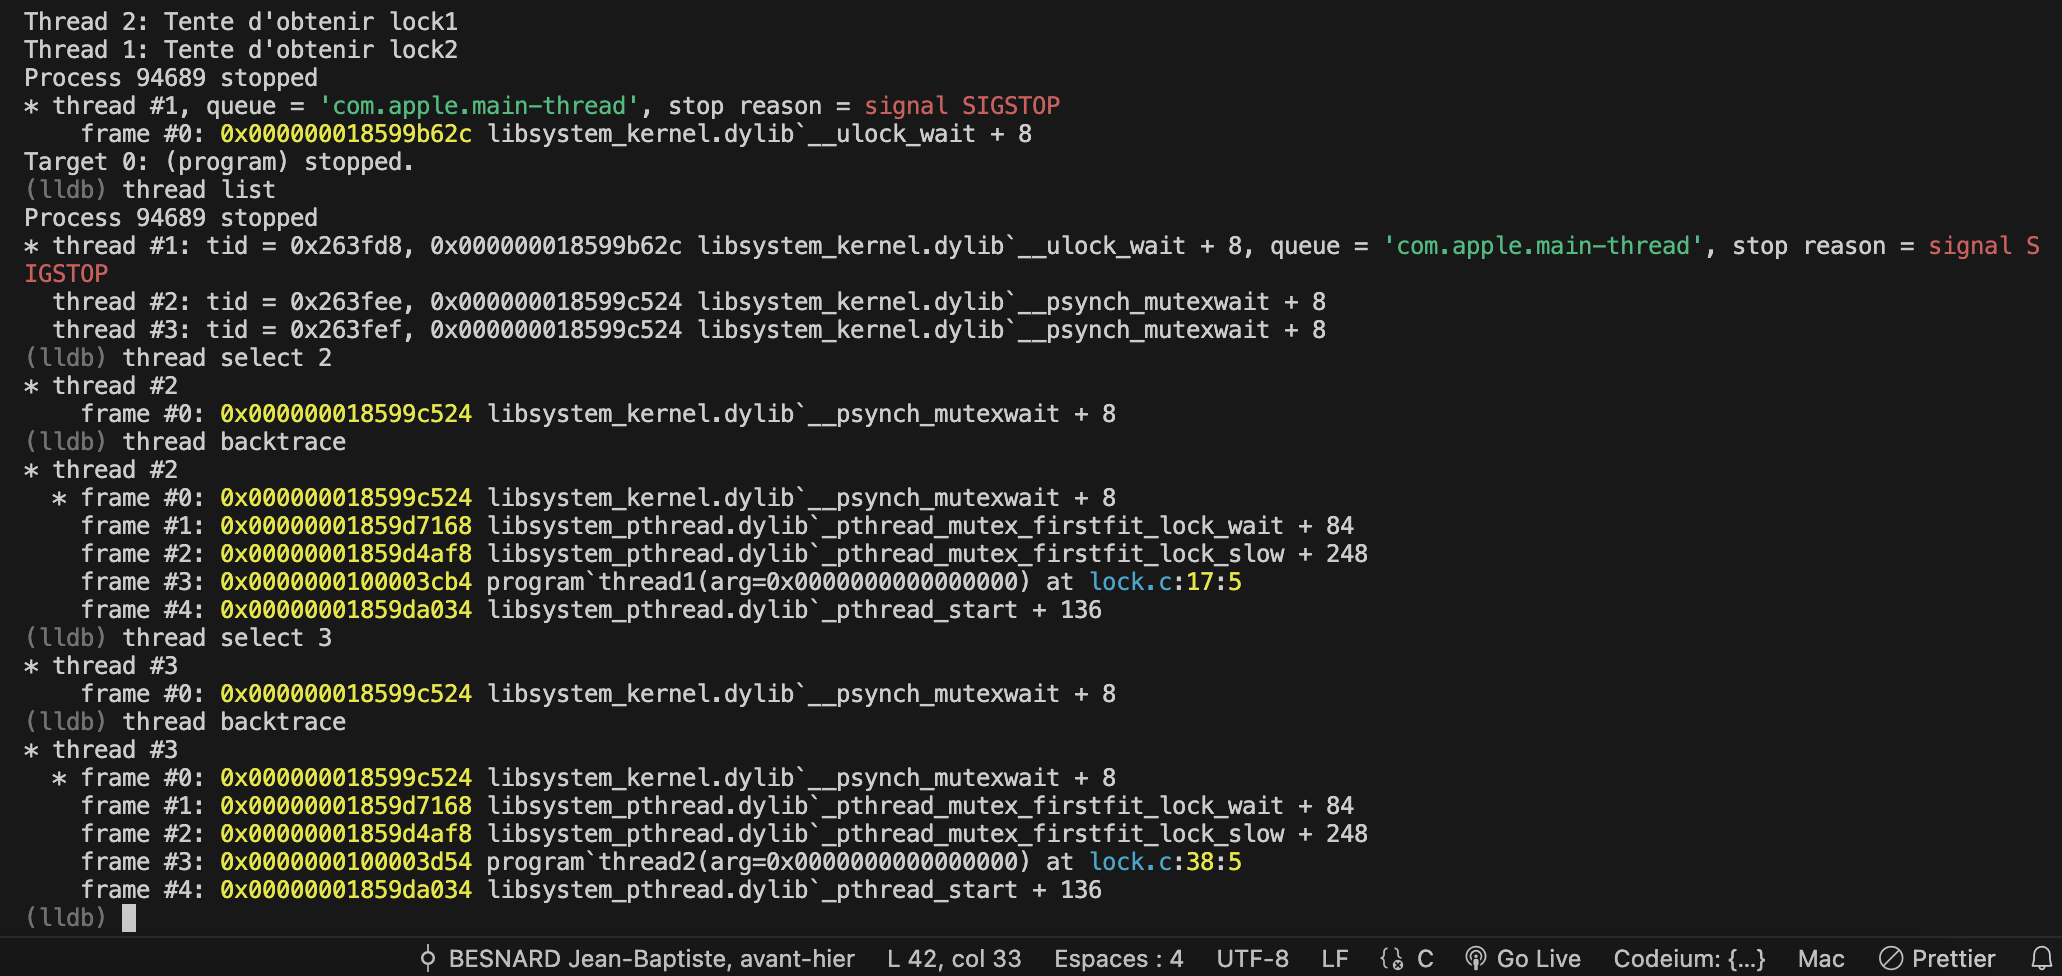 Thread 2: Tente d'obtenir lock1
Thread 1: Tente d'obtenir lock2
Process 94689 stopped
* thread #1, queue = 'com.apple.main-thread', stop reason = signal SIGSTOP
    frame #0: 0x000000018599b62c libsystem_kernel.dylib`__ulock_wait + 8
Target 0: (program) stopped.
(lldb) thread list
Process 94689 stopped
* thread #1: tid = 0x263fd8, 0x000000018599b62c libsystem_kernel.dylib`__ulock_wait + 8, queue = 'com.apple.main-thread', stop reason = signal S
IGSTOP
  thread #2: tid = 0x263fee, 0x000000018599c524 libsystem_kernel.dylib`__psynch_mutexwait + 8
  thread #3: tid = 0x263fef, 0x000000018599c524 libsystem_kernel.dylib`__psynch_mutexwait + 8
(lldb) thread select 2
* thread #2
    frame #0: 0x000000018599c524 libsystem_kernel.dylib`__psynch_mutexwait + 8
(lldb) thread backtrace
* thread #2
  * frame #0: 0x000000018599c524 libsystem_kernel.dylib`__psynch_mutexwait + 8
    frame #1: 0x00000001859d7168 libsystem_pthread.dylib`_pthread_mutex_firstfit_lock_wait + 84
    frame #2: 0x00000001859d4af8 libsystem_pthread.dylib`_pthread_mutex_firstfit_lock_slow + 248
    frame #3: 0x0000000100003cb4 program`thread1(arg=0x0000000000000000) at lock.c:17:5
    frame #4: 0x00000001859da034 libsystem_pthread.dylib`_pthread_start + 136
(lldb) thread select 3
* thread #3
    frame #0: 0x000000018599c524 libsystem_kernel.dylib`__psynch_mutexwait + 8
(lldb) thread backtrace
* thread #3
  * frame #0: 0x000000018599c524 libsystem_kernel.dylib`__psynch_mutexwait + 8
    frame #1: 0x00000001859d7168 libsystem_pthread.dylib`_pthread_mutex_firstfit_lock_wait + 84
    frame #2: 0x00000001859d4af8 libsystem_pthread.dylib`_pthread_mutex_firstfit_lock_slow + 248
    frame #3: 0x0000000100003d54 program`thread2(arg=0x0000000000000000) at lock.c:38:5
    frame #4: 0x00000001859da034 libsystem_pthread.dylib`_pthread_start + 136
(lldb)
BESNARD Jean-Baptiste, avant-hier L 42, col 33 Espaces : 4 UTF-8 LF C Go Live Codeium: {...} Mac Prettier